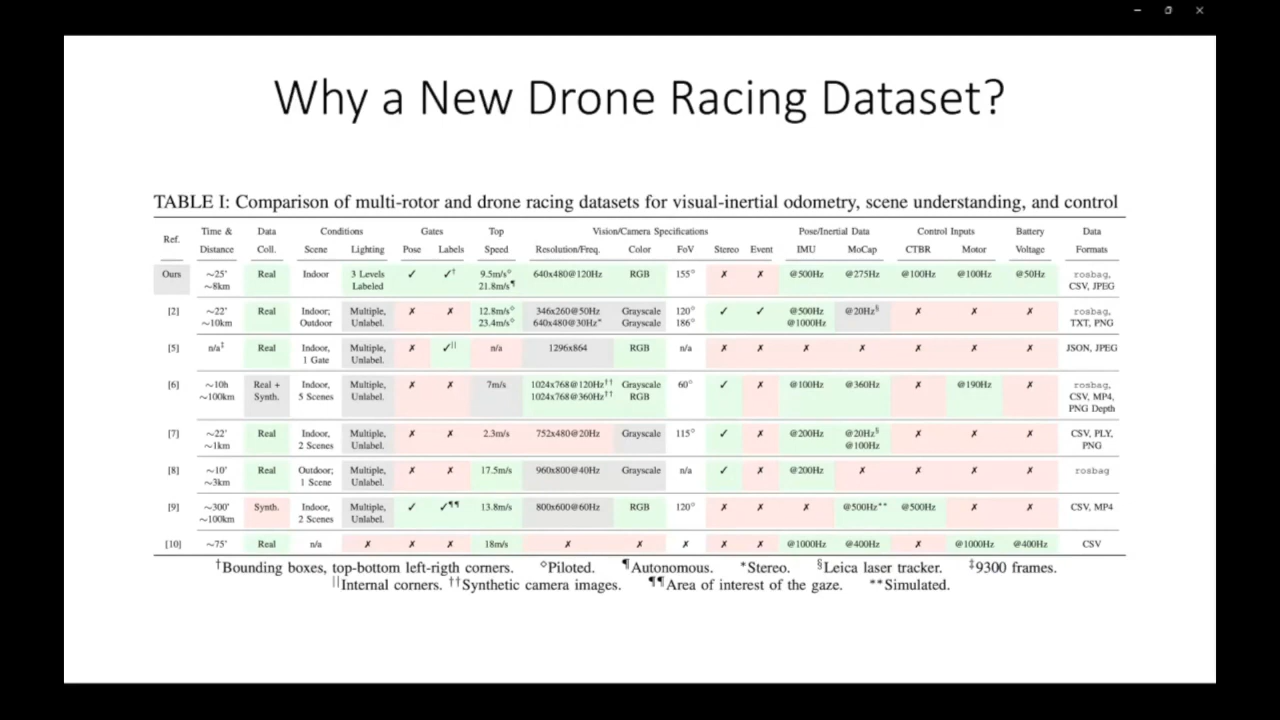 Why a New Drone Racing Dataset?
TABLE I: Comparison of multi-rotor and drone racing datasets for visual-inertial odometry, scene understanding, and control
Ref. Time & Data Conditions Gates Top Vision/Camera Specifications Pose/Inertial Data Control Inputs Battery Data
Distance Coll. Scene Lighting Pose Labels Speed Resolution/Freq. Color FoV Stereo Event IMU MoCap CTBR Motor Voltage Formats
Ours ∼25' Real Indoor 3 Levels ✓ ✓† 9.5m/s⋄ 640x480@120Hz RGB 155° ✗ ✗ @500Hz @275Hz @100Hz @100Hz @50Hz rosbag,
∼8km Labeled 21.8m/s¶ CSV, JPEG
[2] ∼22' Real Indoor; Multiple, ✗ ✗ 12.8m/s⋄ 346x260@50Hz Grayscale 120° ✓ ✓ @500Hz @20Hz§ ✗ ✗ ✗ rosbag,
∼10km Outdoor Unlabel. 23.4m/s⋄ 640x480@30Hz* Grayscale 186° @1000Hz TXT, PNG
[5] n/a‡ Real Indoor, Multiple, ✗ ✓|| n/a 1296x864 RGB n/a ✗ ✗ ✗ ✗ ✗ ✗ ✗ JSON, JPEG
1 Gate Unlabel.
[6] ∼10h Real + Indoor, Multiple, ✗ ✗ 7m/s 1024x768@120Hz†† Grayscale 60° ✓ ✗ @100Hz @360Hz ✗ @190Hz ✗ rosbag,
∼100km Synth. 5 Scenes Unlabel. 1024x768@360Hz†† RGB CSV, MP4,
PNG Depth
[7] ∼22' Real Indoor, Multiple, ✗ ✗ 2.3m/s 752x480@20Hz Grayscale 115° ✓ ✗ @200Hz @20Hz§ ✗ ✗ ✗ CSV, PLY,
∼1km 2 Scenes Unlabel. @100Hz PNG
[8] ∼10' Real Outdoor; Multiple, ✗ ✗ 17.5m/s 960x800@40Hz Grayscale n/a ✓ ✗ @200Hz ✗ ✗ ✗ ✗ rosbag
∼3km 1 Scene Unlabel.
[9] ∼300' Synth. Indoor, Multiple, ✓ ✓¶¶ 13.8m/s 800x600@60Hz RGB 120° ✗ ✗ ✗ @500Hz** @500Hz ✗ ✗ CSV, MP4
∼100km 2 Scenes Unlabel.
[10] ∼75' Real n/a ✗ ✗ ✗ 18m/s ✗ ✗ ✗ ✗ ✗ @1000Hz @400Hz ✗ @1000Hz @400Hz CSV
†Bounding boxes, top-bottom left-rigth corners. ⋄Piloted. ¶Autonomous. *Stereo. §Leica laser tracker. ‡9300 frames.
||Internal corners. ††Synthetic camera images. ¶¶Area of interest of the gaze. **Simulated.